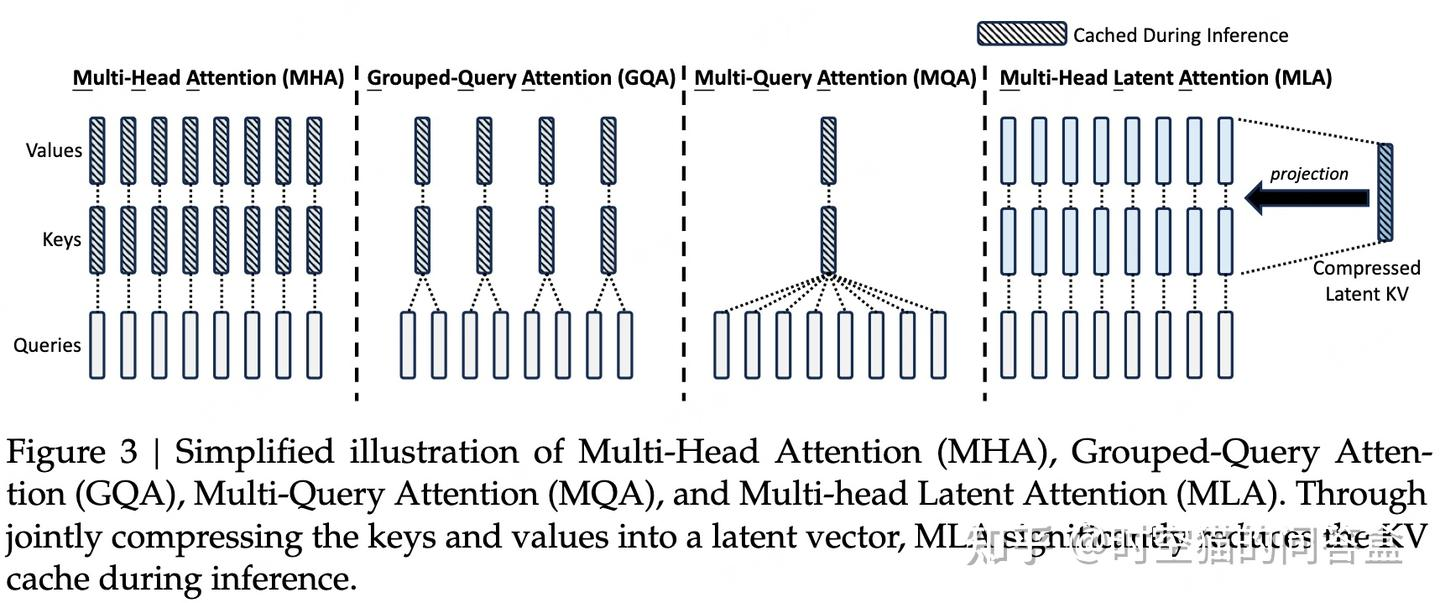 Cached During Inference
Multi-Head Attention (MHA)
Grouped-Query Attention (GQA)
Multi-Query Attention (MQA)
Multi-Head Latent Attention (MLA)
Values
Keys
Queries
projection
Compressed
Latent KV
Figure 3 | Simplified illustration of Multi-Head Attention (MHA), Grouped-Query Atten-
tion (GQA), Multi-Query Attention (MQA), and Multi-head Latent Attention (MLA). Through
jointly compressing the keys and values into a latent vector, MLA significantly reduces the KV
cache during inference.
知乎 @时空猫的问答盒